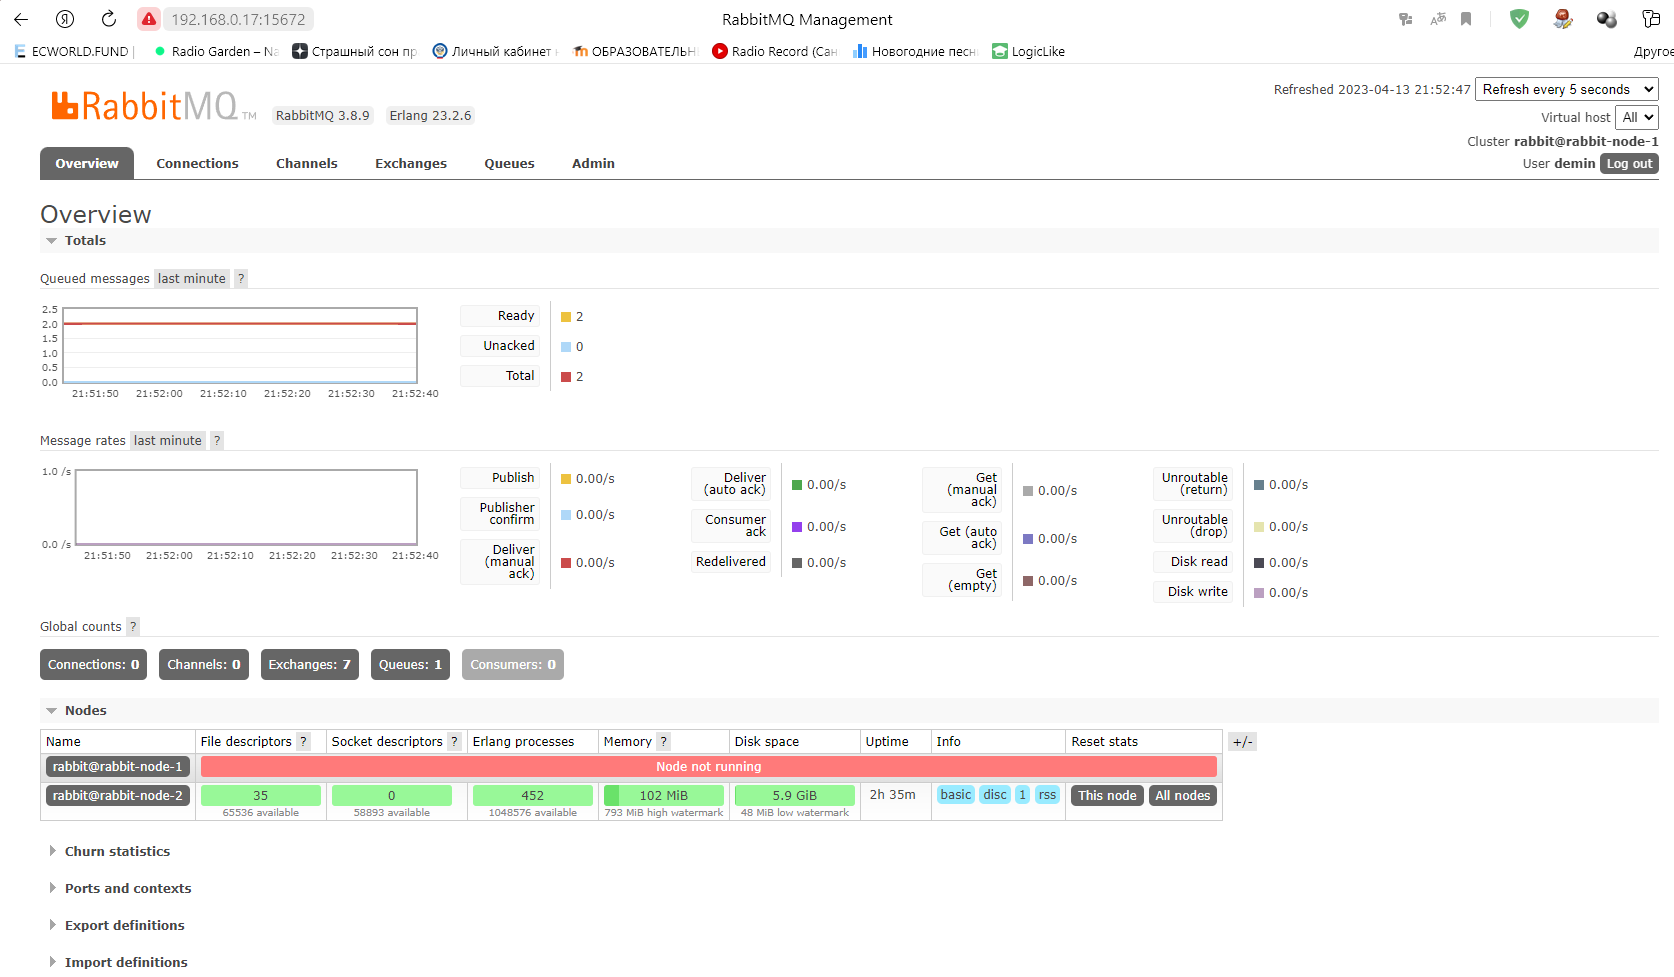 192.168.0.17:15672
RabbitMQ Management
ECWORLD.FUND
Radio Garden – Na
Страшный сон пр
Личный кабинет
ОБРАЗОВАТЕЛЬН
Radio Record (Сан
Новогодние песн
LogicLike
Другое
RabbitMQ TM
RabbitMQ 3.8.9
Erlang 23.2.6
Refreshed 2023-04-13 21:52:47
Refresh every 5 seconds
Virtual host
All
Cluster rabbit@rabbit-node-1
User demin
Log out
Overview
Connections
Channels
Exchanges
Queues
Admin
Overview
Totals
Queued messages last minute ?
2.5
2.0
1.5
1.0
0.5
0.0
21:51:50
21:52:00
21:52:10
21:52:20
21:52:30
21:52:40
Ready
2
Unacked
0
Total
2
Message rates last minute ?
1.0 /s
0.0 /s
21:51:50
21:52:00
21:52:10
21:52:20
21:52:30
21:52:40
Publish
0.00/s
Publisher
confirm
0.00/s
Deliver
(manual
ack)
0.00/s
Deliver
(auto ack)
0.00/s
Consumer
ack
0.00/s
Redelivered
0.00/s
Get
(manual
ack)
0.00/s
Get (auto
ack)
0.00/s
Get
(empty)
0.00/s
Unroutable
(return)
0.00/s
Unroutable
(drop)
0.00/s
Disk read
0.00/s
Disk write
0.00/s
Global counts ?
Connections: 0
Channels: 0
Exchanges: 7
Queues: 1
Consumers: 0
Nodes
Name
File descriptors ?
Socket descriptors ?
Erlang processes
Memory ?
Disk space
Uptime
Info
Reset stats
+/-
rabbit@rabbit-node-1
Node not running
rabbit@rabbit-node-2
35
65536 available
0
58893 available
452
1048576 available
102 MiB
793 MiB high watermark
5.9 GiB
48 MiB low watermark
2h 35m
basic
disc
1
rss
This node
All nodes
Churn statistics
Ports and contexts
Export definitions
Import definitions